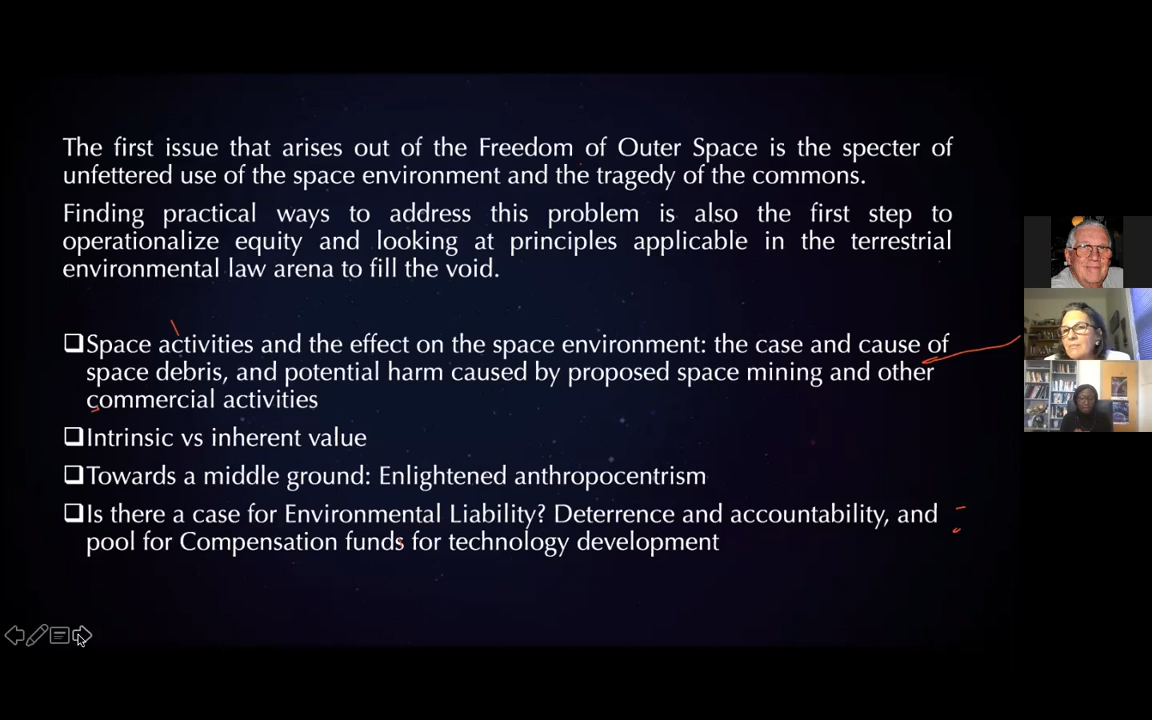 The first issue that arises out of the Freedom of Outer Space is the specter of
unfettered use of the space environment and the tragedy of the commons.
Finding practical ways to address this problem is also the first step to
operationalize equity and looking at principles applicable in the terrestrial
environmental law arena to fill the void.
❑Space activities and the effect on the space environment: the case and cause of
space debris, and potential harm caused by proposed space mining and other
commercial activities
❑Intrinsic vs inherent value
❑Towards a middle ground: Enlightened anthropocentrism
❑Is there a case for Environmental Liability? Deterrence and accountability, and
pool for Compensation funds for technology development